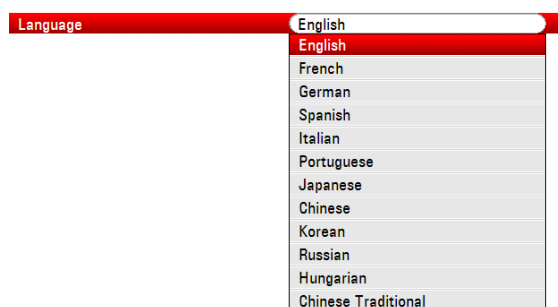 Language English
English
French
German
Spanish
Italian
Portuguese
Japanese
Chinese
Korean
Russian
Hungarian
Chinese Traditional